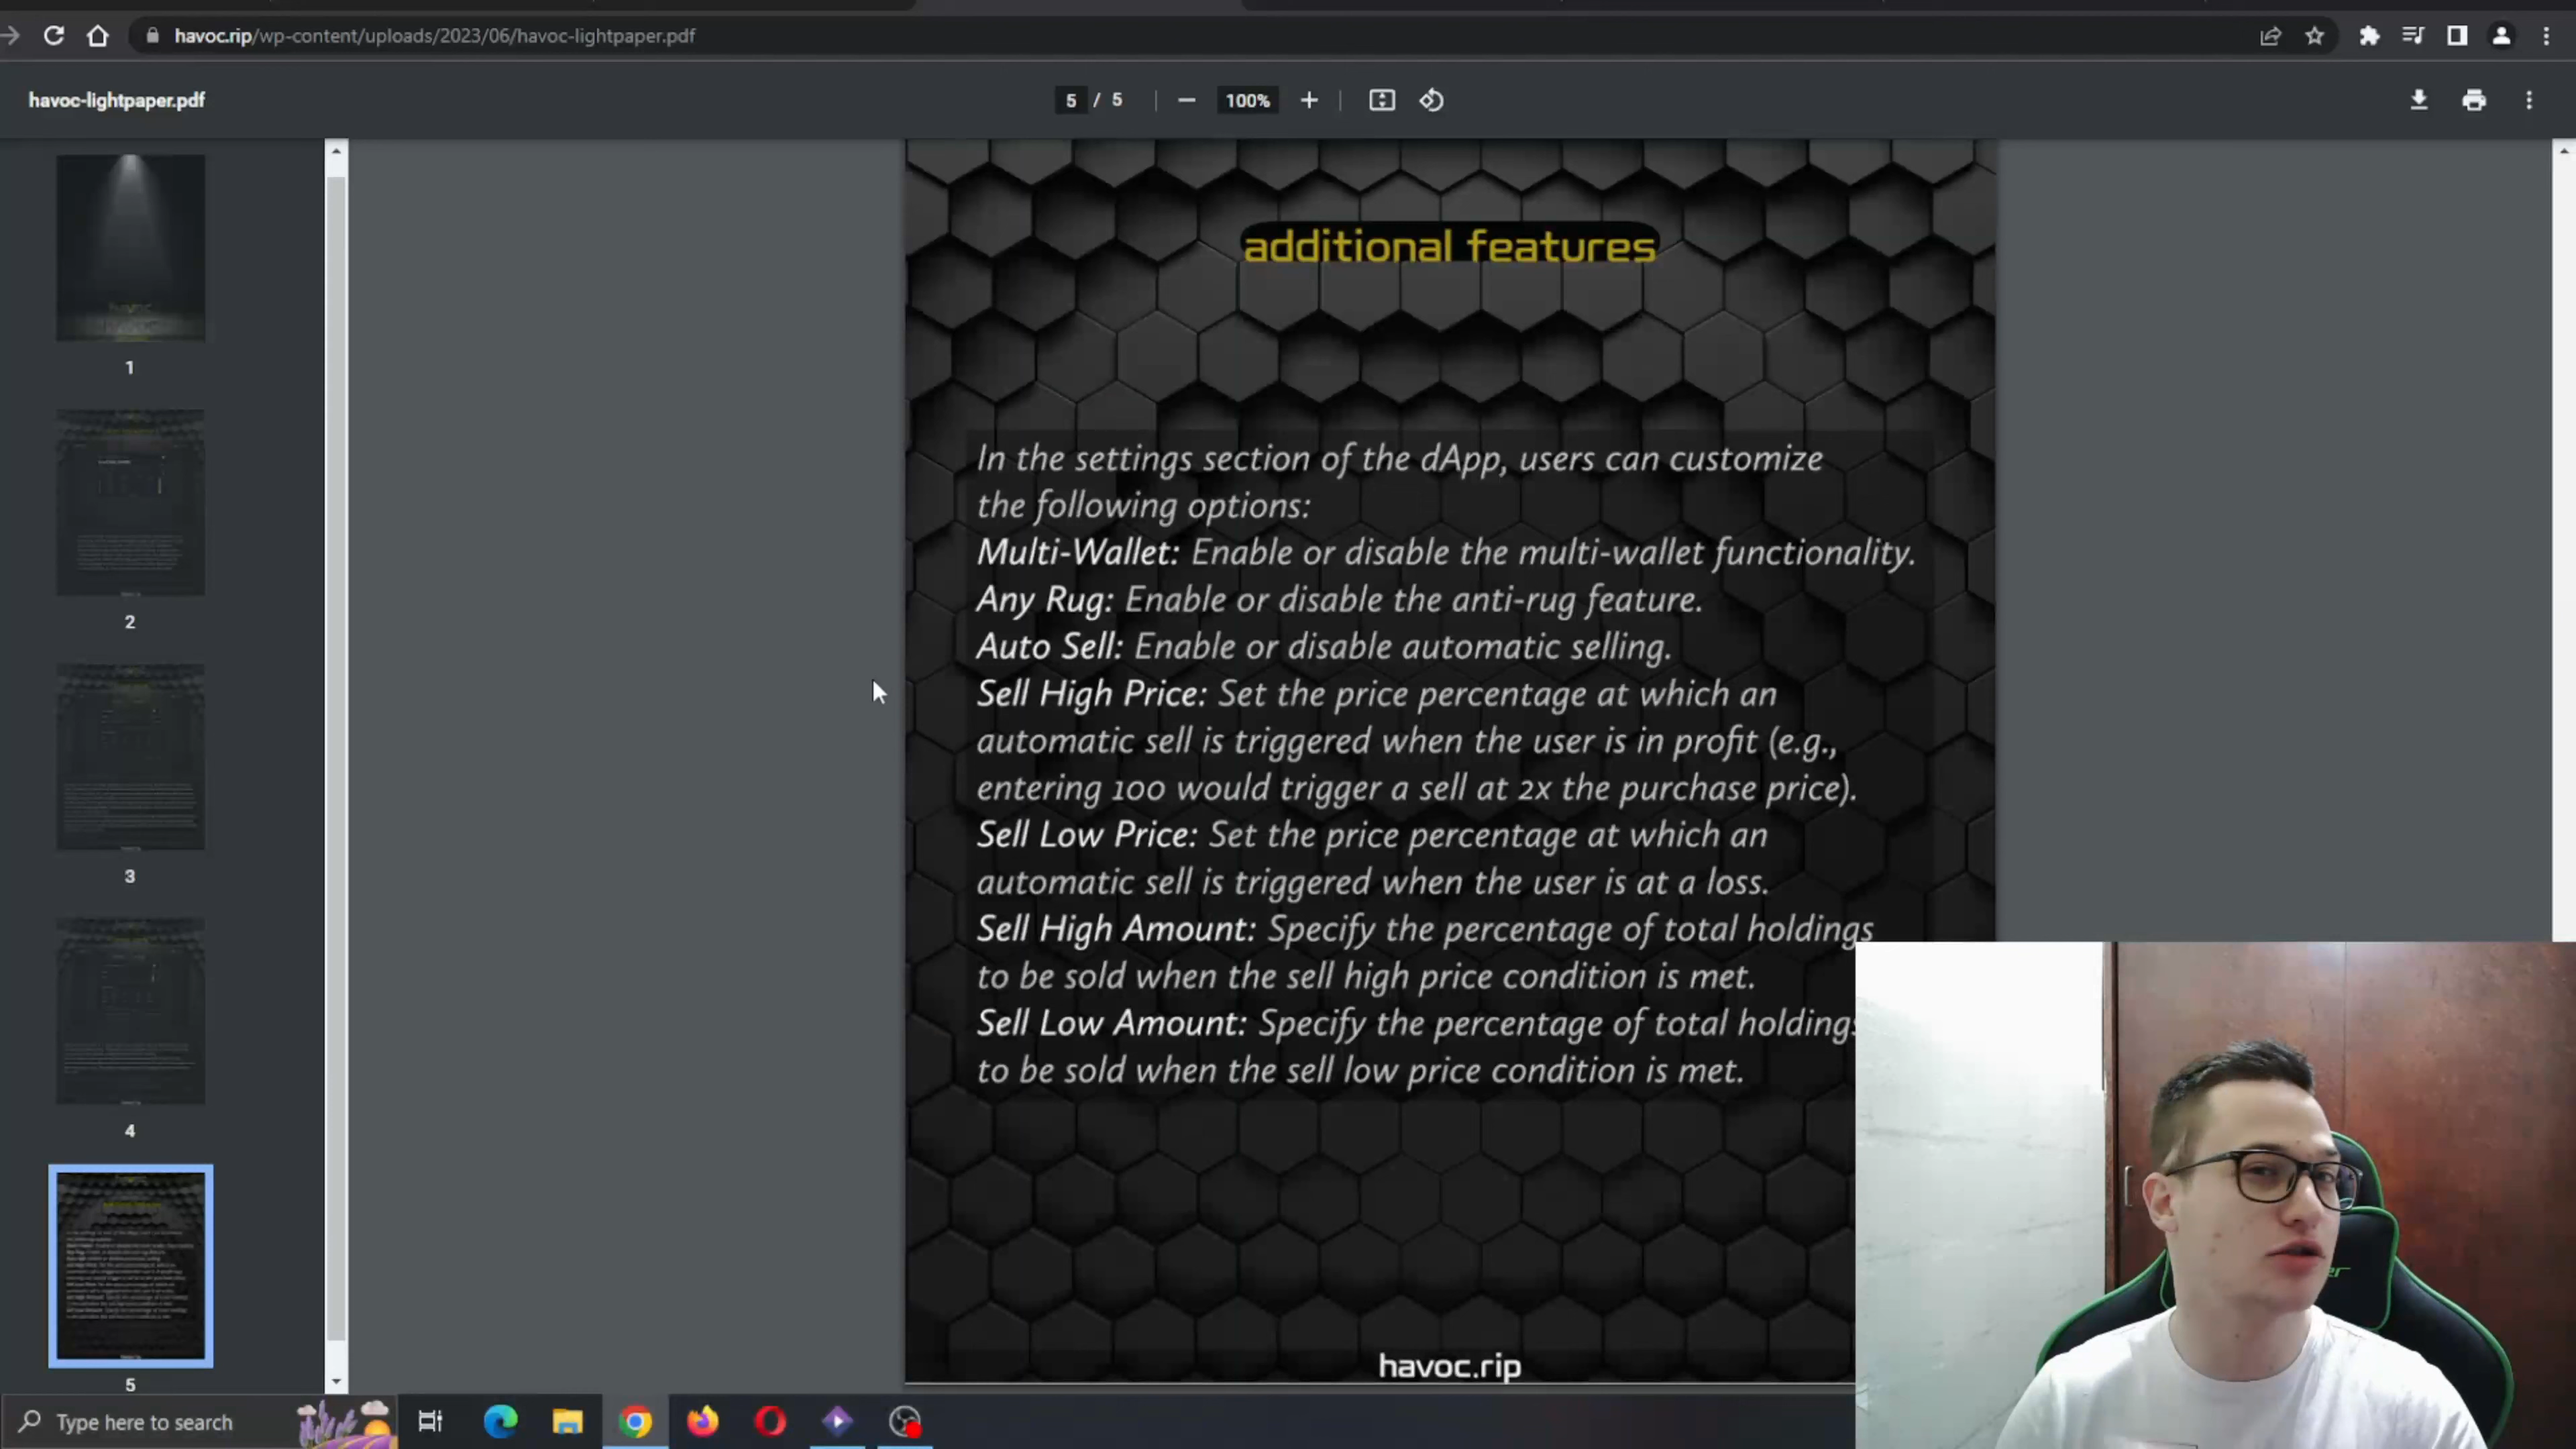 havoc.rip/wp-content/uploads/2023/06/havoc-lightpaper.pdf
havoc-lightpaper.pdf
5 / 5
100%
1
2
3
4
5
additional features
In the settings section of the dApp, users can customize
the following options:
Multi-Wallet: Enable or disable the multi-wallet functionality.
Any Rug: Enable or disable the anti-rug feature.
Auto Sell: Enable or disable automatic selling.
Sell High Price: Set the price percentage at which an
automatic sell is triggered when the user is in profit (e.g.,
entering 100 would trigger a sell at 2x the purchase price).
Sell Low Price: Set the price percentage at which an
automatic sell is triggered when the user is at a loss.
Sell High Amount: Specify the percentage of total holdings
to be sold when the sell high price condition is met.
Sell Low Amount: Specify the percentage of total holdings
to be sold when the sell low price condition is met.
havoc.rip
Type here to search